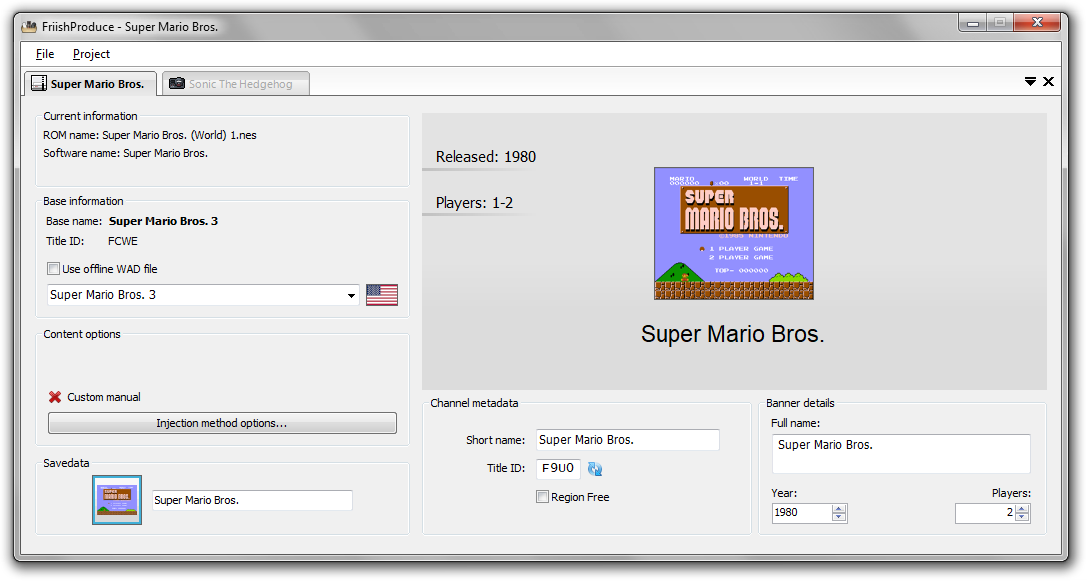 FriishProduce - Super Mario Bros.
File Project
Super Mario Bros. Sonic The Hedgehog
Current information
ROM name: Super Mario Bros. (World) 1.nes
Software name: Super Mario Bros.
Base information
Base name: Super Mario Bros. 3
Title ID: FCWE
Use offline WAD file
Super Mario Bros. 3
Content options
Custom manual
Injection method options...
Savedata
Super Mario Bros.
Released: 1980
Players: 1-2
MARIO WORLD TIME
000000 00 1-1
SUPER
MARIO BROS.
©1985 NINTENDO
1 PLAYER GAME
2 PLAYER GAME
TOP- 000000
Super Mario Bros.
Channel metadata
Short name: Super Mario Bros.
Title ID: F9UO
Region Free
Banner details
Full name:
Super Mario Bros.
Year: Players:
1980 2